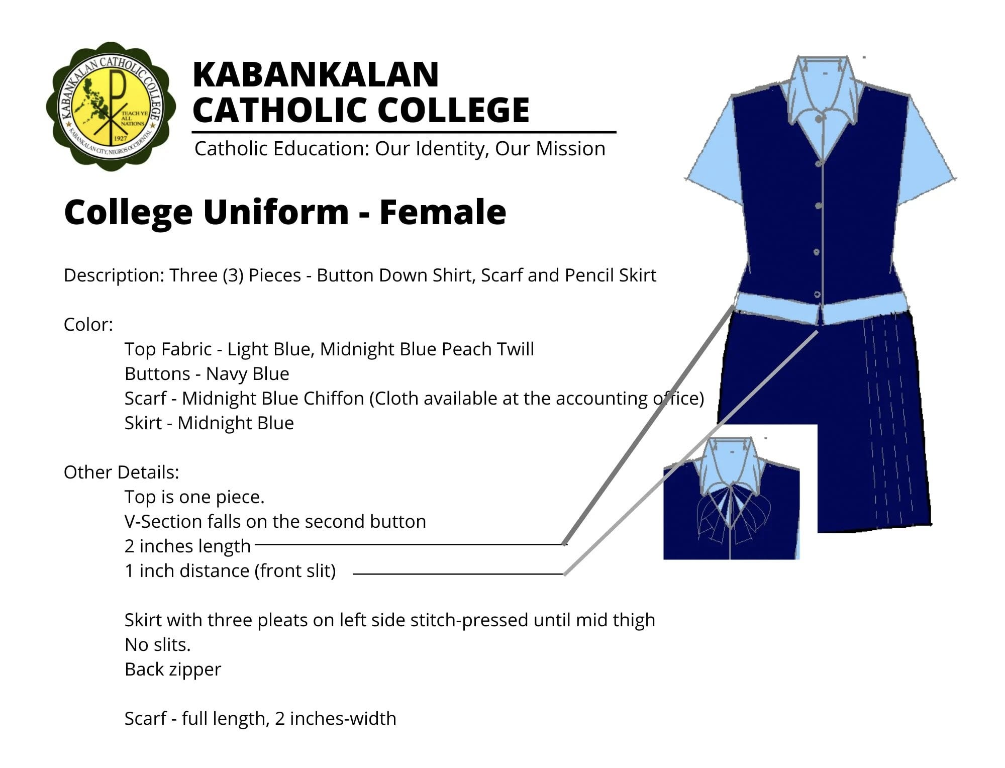 KABANKALAN CATHOLIC COLLEGE
TEACH YE
ALL
NATIONS
1927
KABANKALAN CITY, NEGROS OCCIDENTAL
KABANKALAN
CATHOLIC COLLEGE
Catholic Education: Our Identity, Our Mission
College Uniform - Female
Description: Three (3) Pieces - Button Down Shirt, Scarf and Pencil Skirt
Color:
Top Fabric - Light Blue, Midnight Blue Peach Twill
Buttons - Navy Blue
Scarf - Midnight Blue Chiffon (Cloth available at the accounting office)
Skirt - Midnight Blue
Other Details:
Top is one piece.
V-Section falls on the second button
2 inches length
1 inch distance (front slit)
Skirt with three pleats on left side stitch-pressed until mid thigh
No slits.
Back zipper
Scarf - full length, 2 inches-width